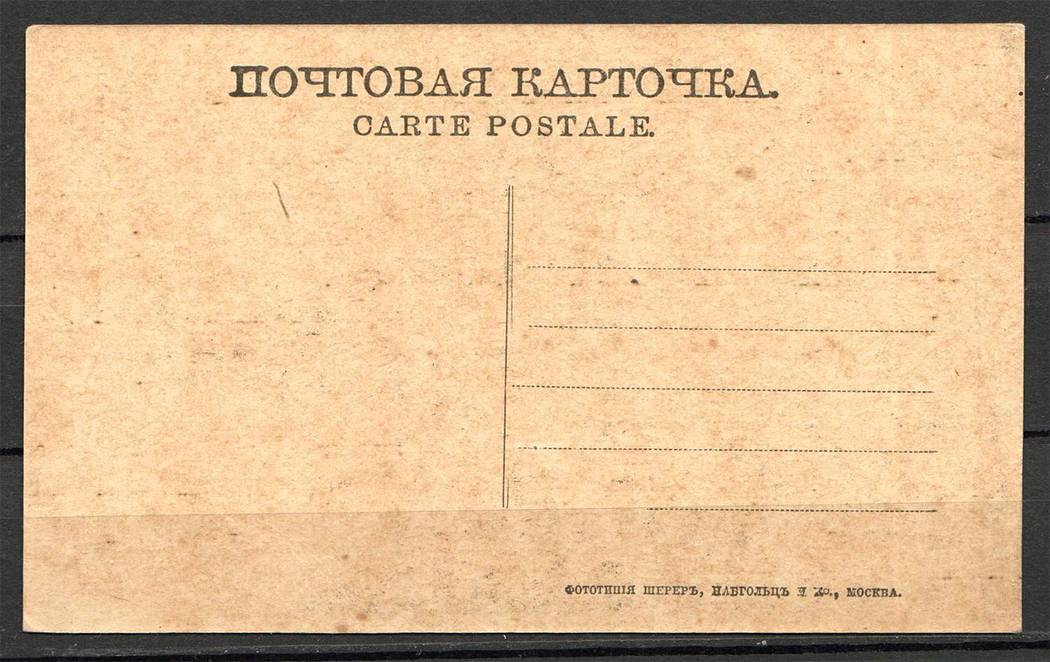 ПОЧТОВАЯ КАРТОЧКА.
CARTE POSTALE.
ФОТОТИПІЯ ШЕРЕРЪ, НАБГОЛЬЦЪ И Ко., МОСКВА.